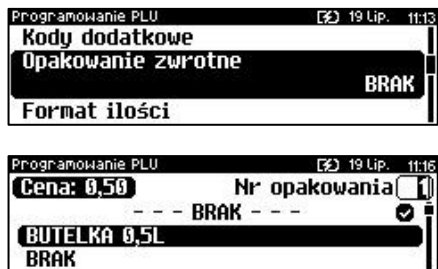 Programowanie PLU 19 Lip. 11:13
Kody dodatkowe
Opakowanie zwrotne
BRAK
Format ilości
Programowanie PLU 19 Lip. 11:16
Cena: 0,50 Nr opakowania 1
- - - BRAK - - -
BUTELKA 0,5L
BRAK